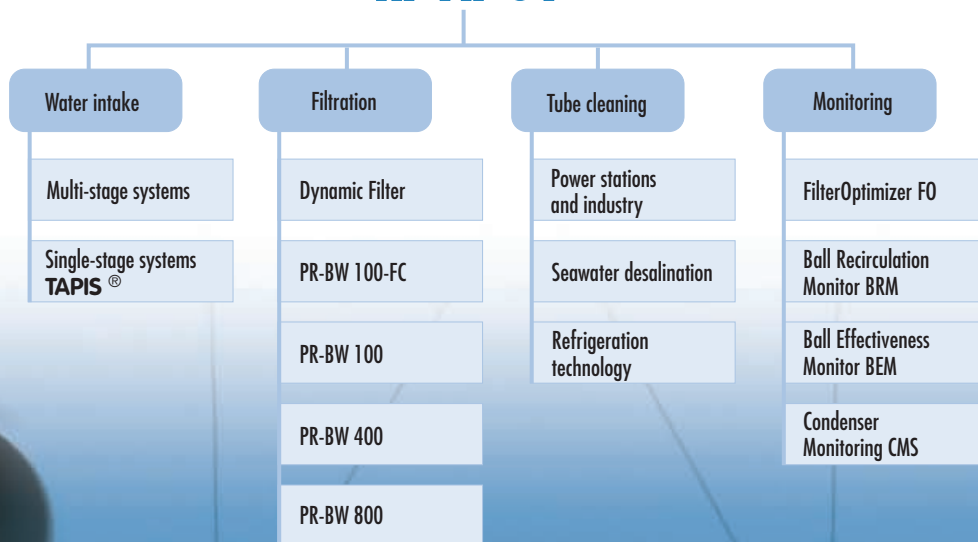 Water intake
Multi-stage systems
Single-stage systems
TAPIS ®
Filtration
Dynamic Filter
PR-BW 100-FC
PR-BW 100
PR-BW 400
PR-BW 800
Tube cleaning
Power stations
and industry
Seawater desalination
Refrigeration
technology
Monitoring
FilterOptimizer FO
Ball Recirculation
Monitor BRM
Ball Effectiveness
Monitor BEM
Condenser
Monitoring CMS